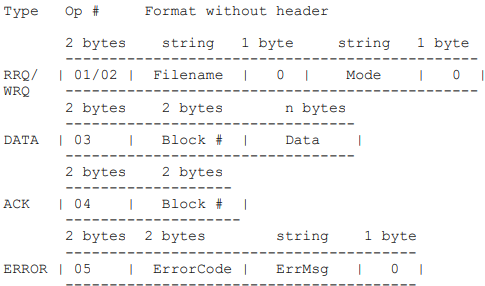 Type   Op #     Format without header
       2 bytes    string   1 byte     string   1 byte
       -----------------------------------------------
RRQ/  | 01/02 |  Filename  |   0  |    Mode    |   0  |
WRQ    -----------------------------------------------
       2 bytes    2 bytes       n bytes
       ---------------------------------
DATA  | 03    |   Block #  |    Data    |
       ---------------------------------
       2 bytes    2 bytes
       -------------------
ACK   | 04    |   Block #  |
       --------------------
       2 bytes  2 bytes        string    1 byte
       ----------------------------------------
ERROR | 05    |  ErrorCode |   ErrMsg   |   0  |
       ----------------------------------------